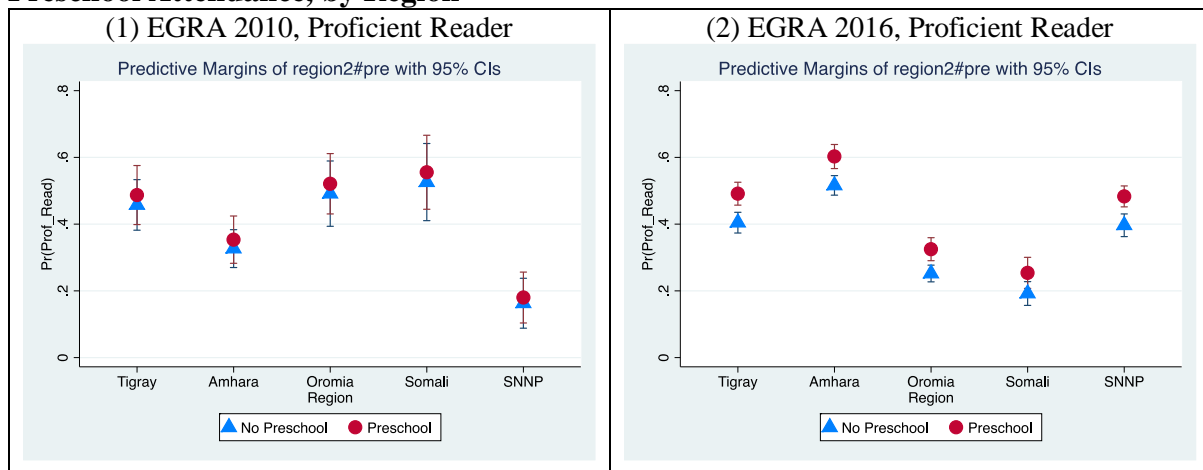 Preschool Attendance, by Region
(1) EGRA 2010, Proficient Reader
Predictive Margins of region2#pre with 95% CIs
Pr(Prof_Read)
.8
.6
.4
.2
0
Tigray Amhara Oromia Somali SNNP
Region
No Preschool Preschool
(2) EGRA 2016, Proficient Reader
Predictive Margins of region2#pre with 95% CIs
Pr(Prof_Read)
.8
.6
.4
.2
0
Tigray Amhara Oromia Somali SNNP
Region
No Preschool Preschool